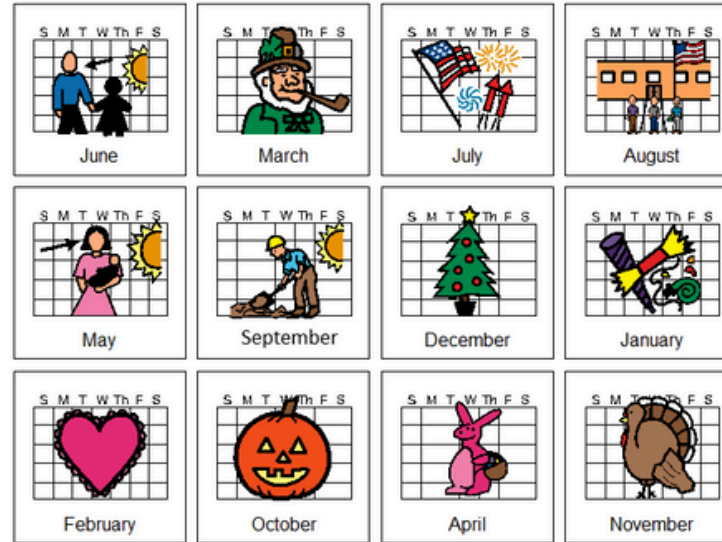 S M T W Th F S
June
S M T W Th F S
March
S M T W Th F S
July
S M T W Th F S
August
S M T W Th F S
May
S M T W Th F S
September
S M T Th F S
December
S M T W Th F S
January
S M T W Th F S
February
S M T W Th F S
October
S M T W Th F S
April
S M T W Th F S
November